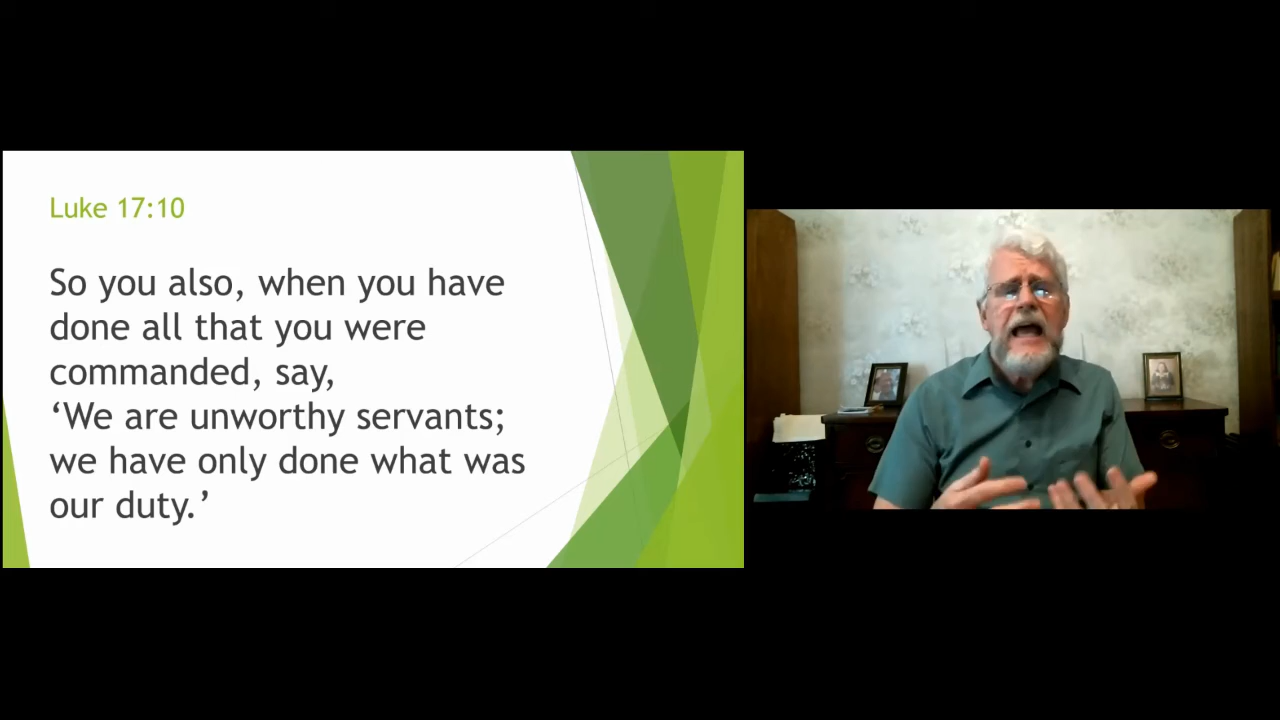 Luke 17:10
So you also, when you have
done all that you were
commanded, say,
‘We are unworthy servants;
we have only done what was
our duty.’